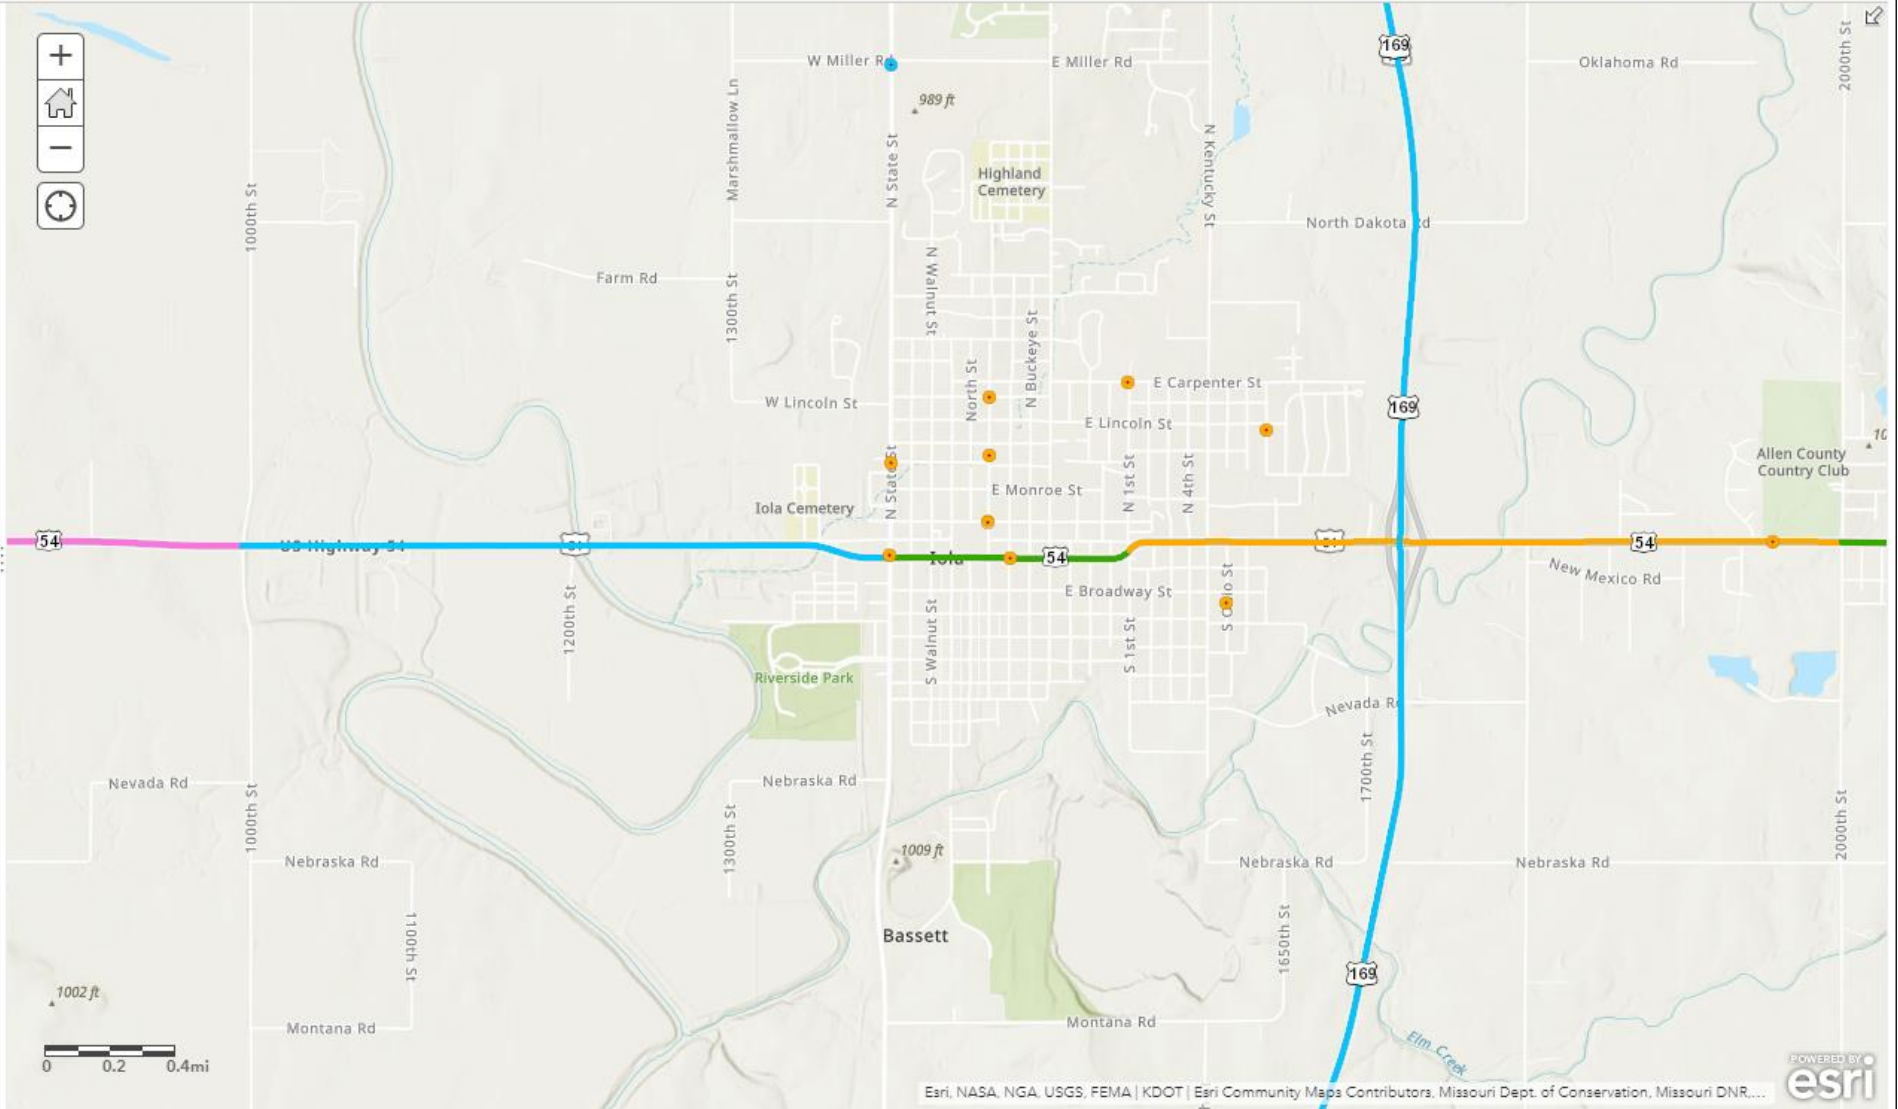 +
−
W Miller Rd
E Miller Rd
169
Oklahoma Rd
2000th St
989 ft
Marshmallow Ln
N State St
N Kentucky St
Highland
Cemetery
1000th St
North Dakota Rd
Farm Rd
N Walnut St
1300th St
N Buckeye St
North St
E Carpenter St
W Lincoln St
169
E Lincoln St
10
Allen County
Country Club
N State St
N 1st St
N 4th St
E Monroe St
Iola Cemetery
54
US Highway 54
Iola
54
54
New Mexico Rd
E Broadway St
S Ohio St
1200th St
S Walnut St
S 1st St
Riverside Park
Nevada Rd
1700th St
Nevada Rd
1000th St
Nebraska Rd
1300th St
2000th St
Nebraska Rd
1009 ft
Nebraska Rd
Nebraska Rd
1100th St
Bassett
1650th St
169
1002 ft
Montana Rd
Montana Rd
Elm Creek
0 0.2 0.4mi
POWERED BY
esri
Esri, NASA, NGA, USGS, FEMA | KDOT | Esri Community Maps Contributors, Missouri Dept. of Conservation, Missouri DNR,...